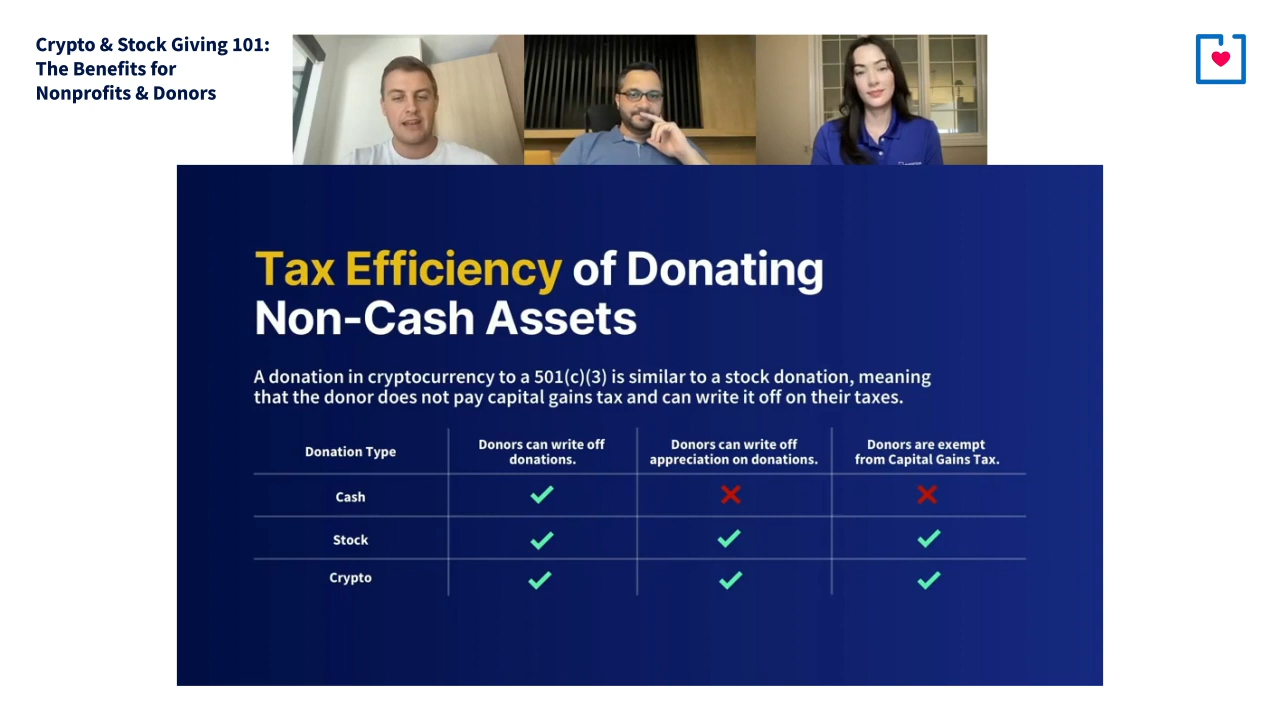 Crypto & Stock Giving 101:
The Benefits for
Nonprofits & Donors
Tax Efficiency of Donating
Non-Cash Assets
A donation in cryptocurrency to a 501(c)(3) is similar to a stock donation, meaning
that the donor does not pay capital gains tax and can write it off on their taxes.
Donation Type
Donors can write off
donations.
Donors can write off
appreciation on donations.
Donors are exempt
from Capital Gains Tax.
Cash
Stock
Crypto